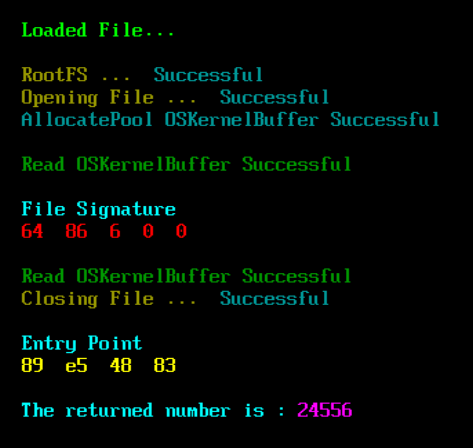 Loaded File...
RootFS ... Successful
Opening File ... Successful
AllocatePool OSKernelBuffer Successful
Read OSKernelBuffer Successful
File Signature
64 86 6 0 0
Read OSKernelBuffer Successful
Closing File ... Successful
Entry Point
89 e5 48 83
The returned number is : 24556